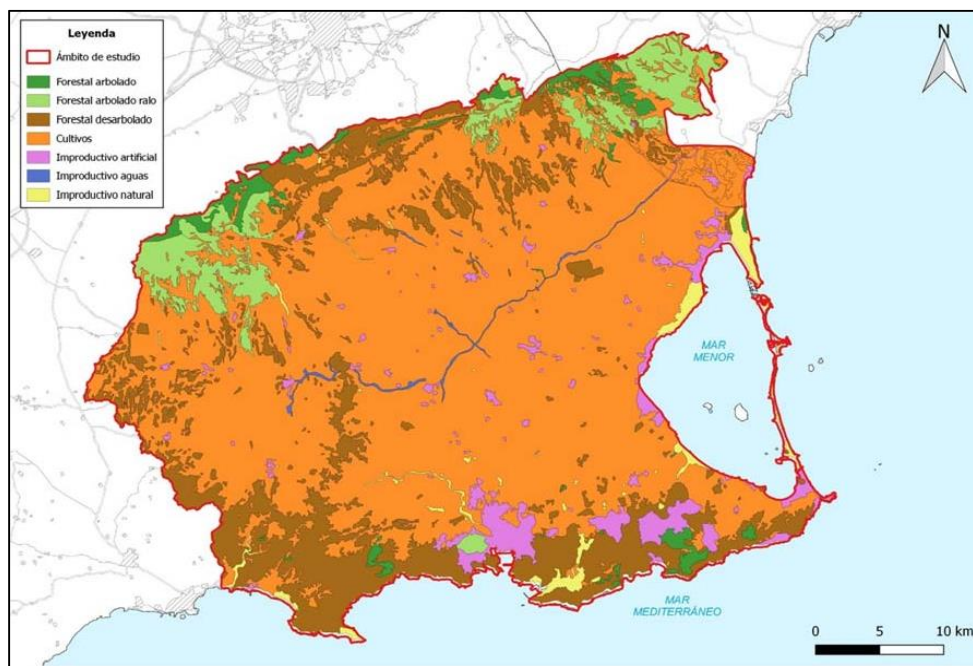 Leyenda
Ámbito de estudio
Forestal arbolado
Forestal arbolado ralo
Forestal desarbolado
Cultivos
Improductivo artificial
Improductivo aguas
Improductivo natural
N
MAR
MENOR
MAR
MEDITERRÁNEO
0 5 10 km